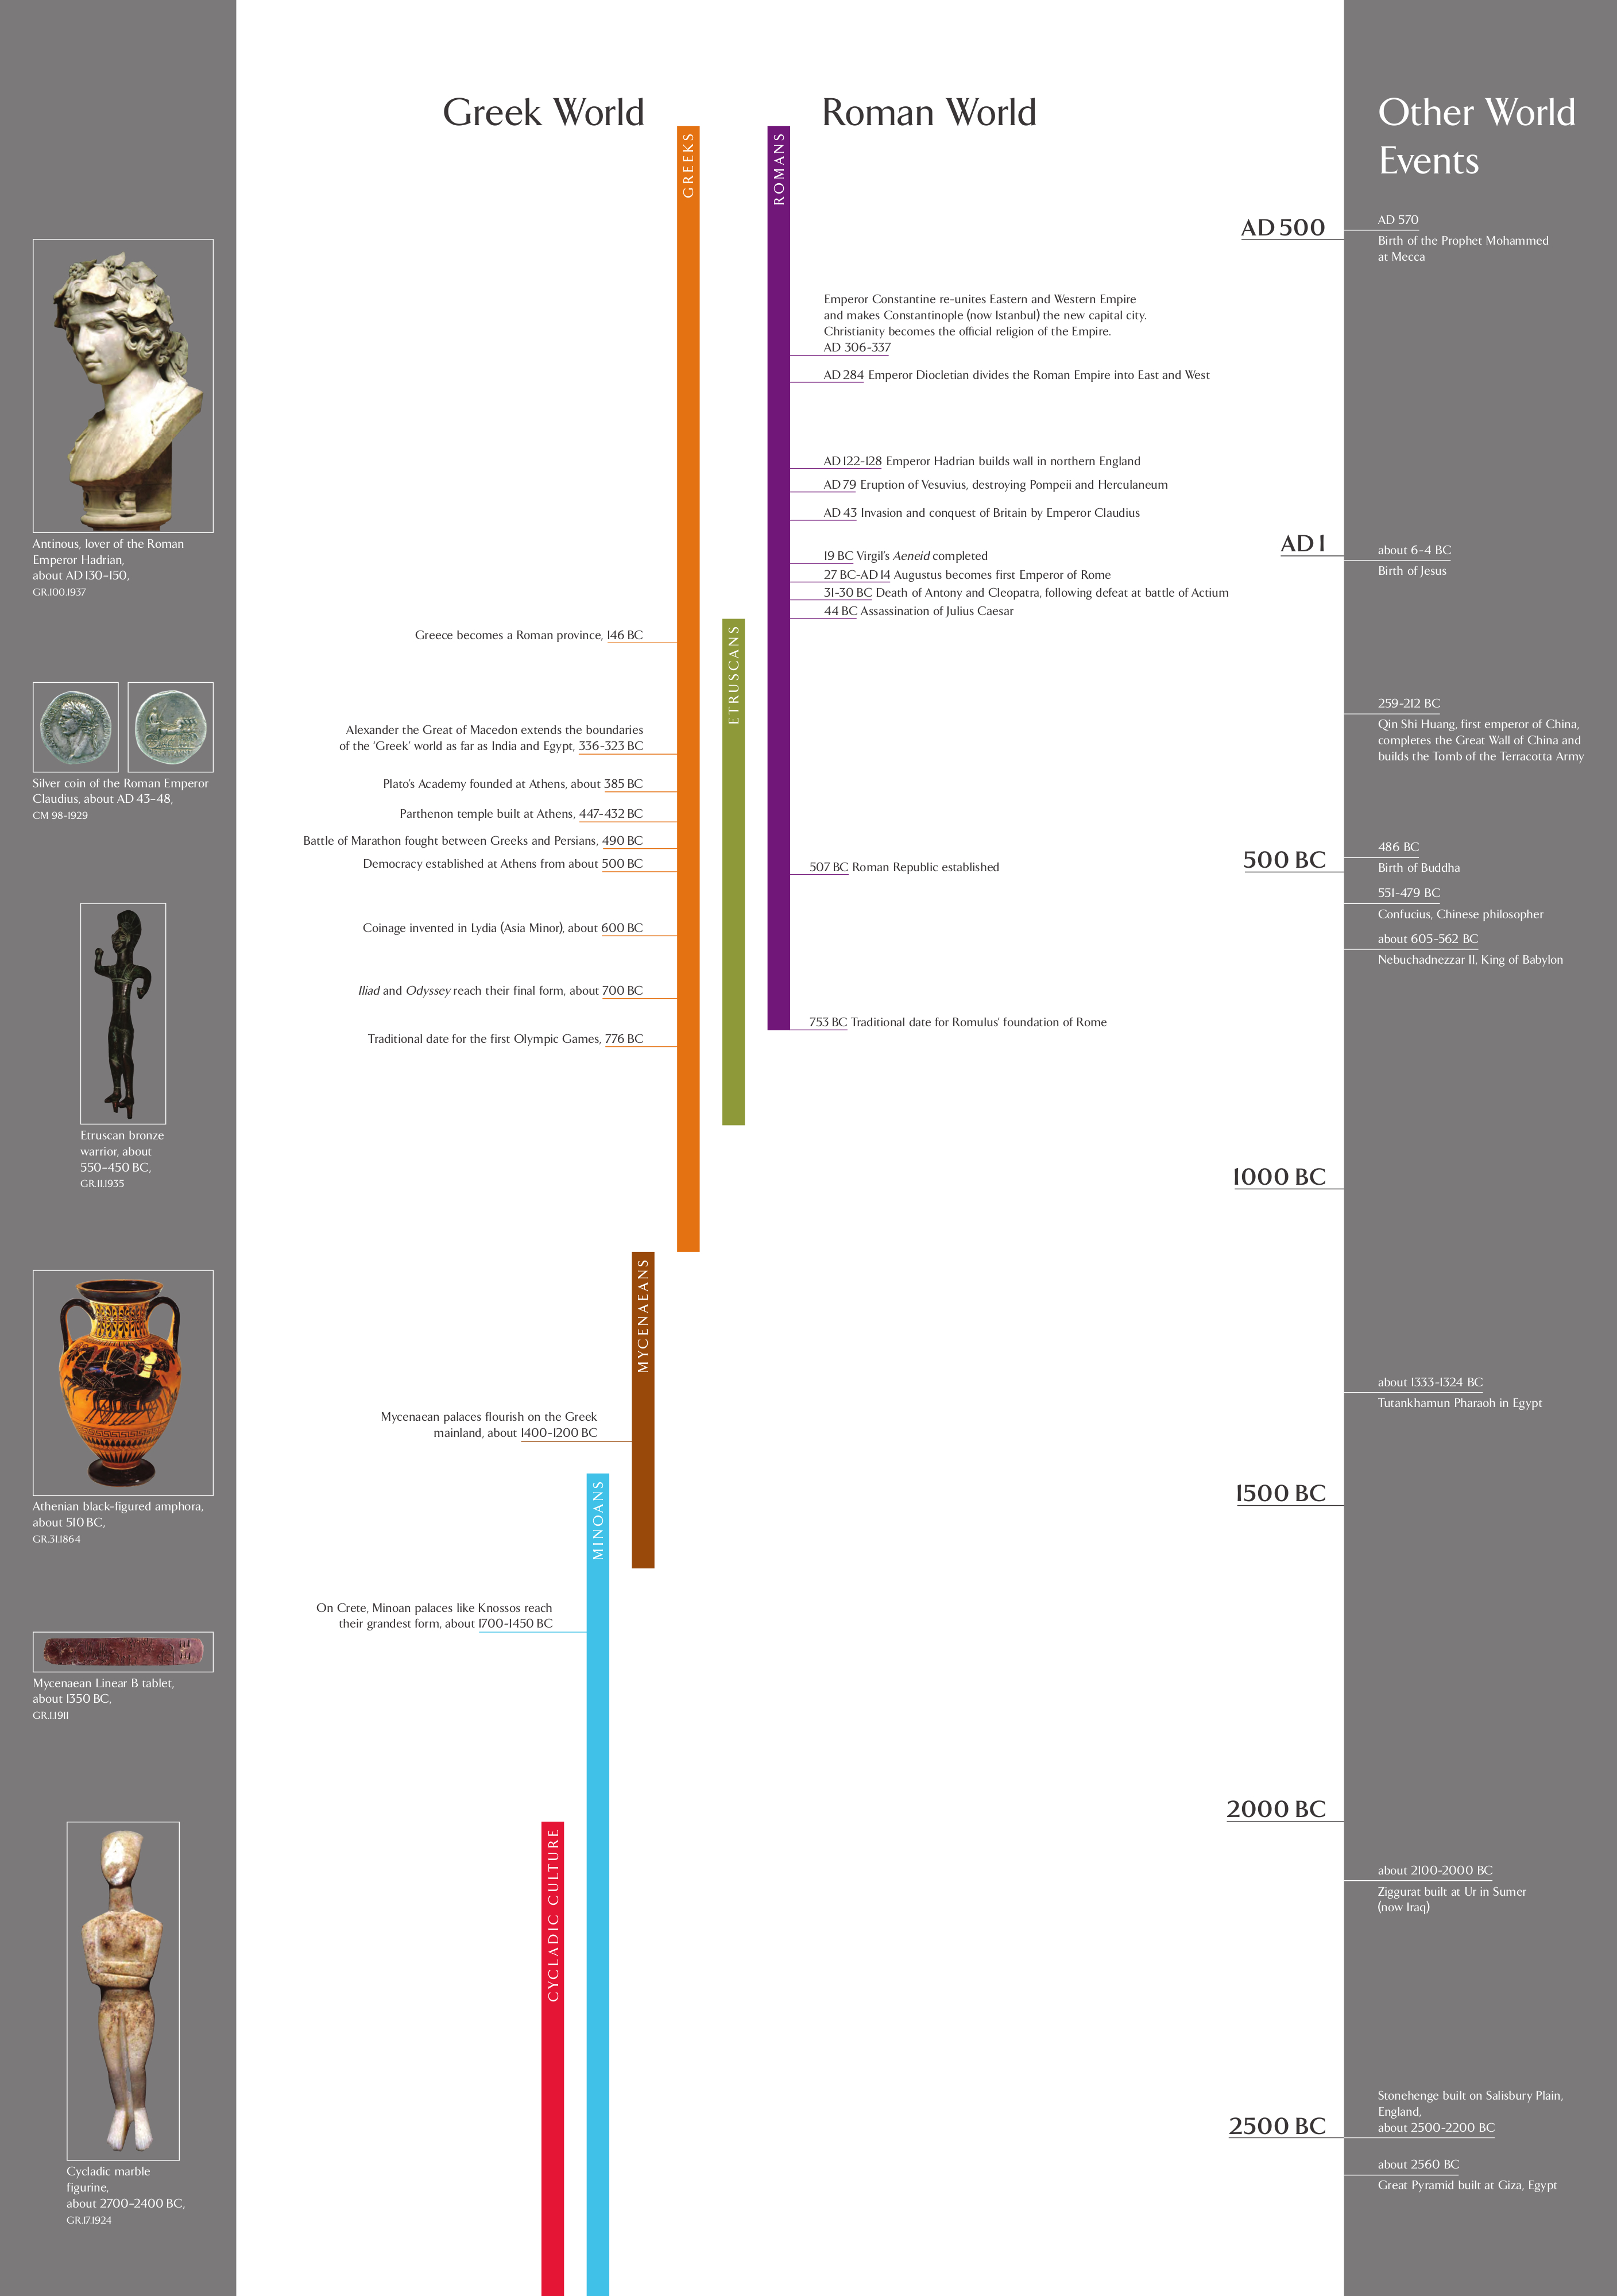 Greek World
Roman World
Other World
Events
GREEKS
ROMANS
ETRUSCANS
MYCENAEANS
MINOANS
CYCLADIC CULTURE
Antinous, lover of the Roman
Emperor Hadrian,
about AD 130–150,
GR.100.1937
Silver coin of the Roman Emperor
Claudius, about AD 43–48,
CM 98-1929
Etruscan bronze
warrior, about
550–450 BC,
GR.11.1935
Athenian black-figured amphora,
about 510 BC,
GR.31.1864
Mycenaean Linear B tablet,
about 1350 BC,
GR.1.1911
Cycladic marble
figurine,
about 2700–2400 BC,
GR.17.1924
Greece becomes a Roman province, 146 BC
Alexander the Great of Macedon extends the boundaries
of the ‘Greek’ world as far as India and Egypt, 336-323 BC
Plato’s Academy founded at Athens, about 385 BC
Parthenon temple built at Athens, 447-432 BC
Battle of Marathon fought between Greeks and Persians, 490 BC
Democracy established at Athens from about 500 BC
Coinage invented in Lydia (Asia Minor), about 600 BC
Iliad and Odyssey reach their final form, about 700 BC
Traditional date for the first Olympic Games, 776 BC
Mycenaean palaces flourish on the Greek
mainland, about 1400-1200 BC
On Crete, Minoan palaces like Knossos reach
their grandest form, about 1700-1450 BC
Emperor Constantine re-unites Eastern and Western Empire
and makes Constantinople (now Istanbul) the new capital city.
Christianity becomes the official religion of the Empire.
AD 306-337
AD 284 Emperor Diocletian divides the Roman Empire into East and West
AD 122-128 Emperor Hadrian builds wall in northern England
AD 79 Eruption of Vesuvius, destroying Pompeii and Herculaneum
AD 43 Invasion and conquest of Britain by Emperor Claudius
19 BC Virgil’s Aeneid completed
27 BC-AD 14 Augustus becomes first Emperor of Rome
31-30 BC Death of Antony and Cleopatra, following defeat at battle of Actium
44 BC Assassination of Julius Caesar
507 BC Roman Republic established
753 BC Traditional date for Romulus’ foundation of Rome
AD 500
AD 1
500 BC
1000 BC
1500 BC
2000 BC
2500 BC
AD 570
Birth of the Prophet Mohammed
at Mecca
about 6-4 BC
Birth of Jesus
259-212 BC
Qin Shi Huang, first emperor of China,
completes the Great Wall of China and
builds the Tomb of the Terracotta Army
486 BC
Birth of Buddha
551-479 BC
Confucius, Chinese philosopher
about 605-562 BC
Nebuchadnezzar II, King of Babylon
about 1333-1324 BC
Tutankhamun Pharaoh in Egypt
about 2100-2000 BC
Ziggurat built at Ur in Sumer
(now Iraq)
Stonehenge built on Salisbury Plain,
England,
about 2500-2200 BC
about 2560 BC
Great Pyramid built at Giza, Egypt